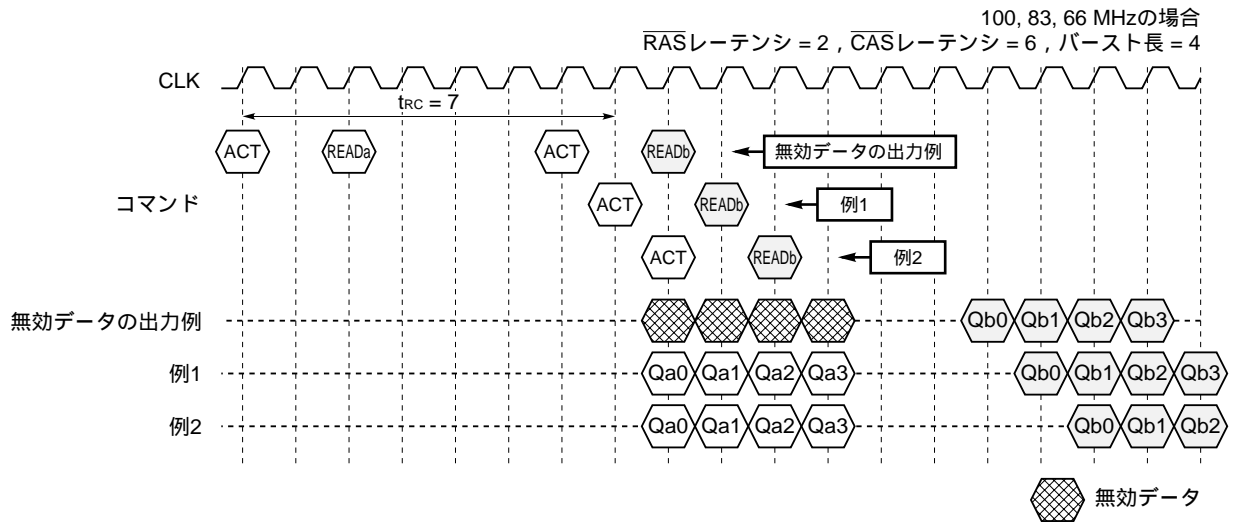 100, 83, 66 MHzの場合
RASレーテンシ = 2 , CASレーテンシ = 6 , バースト長 = 4
CLK
tRC = 7
ACT READa ACT READb 無効データの出力例
コマンド ACT READb 例1
ACT READb 例2
無効データの出力例 Qb0 Qb1 Qb2 Qb3
例1 Qa0 Qa1 Qa2 Qa3 Qb0 Qb1 Qb2 Qb3
例2 Qa0 Qa1 Qa2 Qa3 Qb0 Qb1 Qb2
無効データ